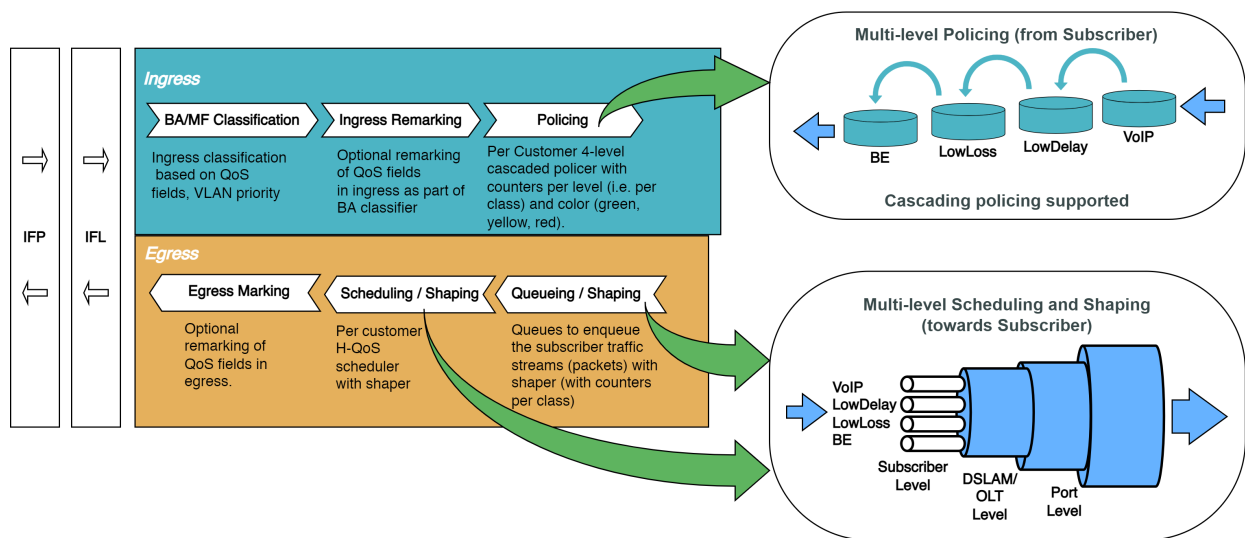 IFP
IFL
Ingress
BA/MF Classification
Ingress classification
based on QoS
fields, VLAN priority
Ingress Remarking
Optional remarking
of QoS fields
in ingress as part of
BA classifier
Policing
Per Customer 4-level
cascaded policer with
counters per level (i.e. per
class) and color (green,
yellow, red).
Egress
Egress Marking
Optional
remarking of
QoS fields in
egress.
Scheduling / Shaping
Per customer
H-QoS
scheduler
with shaper
Queueing / Shaping
Queues to enqueue
the subscriber traffic
streams (packets) with
shaper (with counters
per class)
Multi-level Policing (from Subscriber)
BE
LowLoss
LowDelay
VoIP
Cascading policing supported
Multi-level Scheduling and Shaping
(towards Subscriber)
VoIP
LowDelay
LowLoss
BE
Subscriber
Level
DSLAM/
OLT
Level
Port
Level